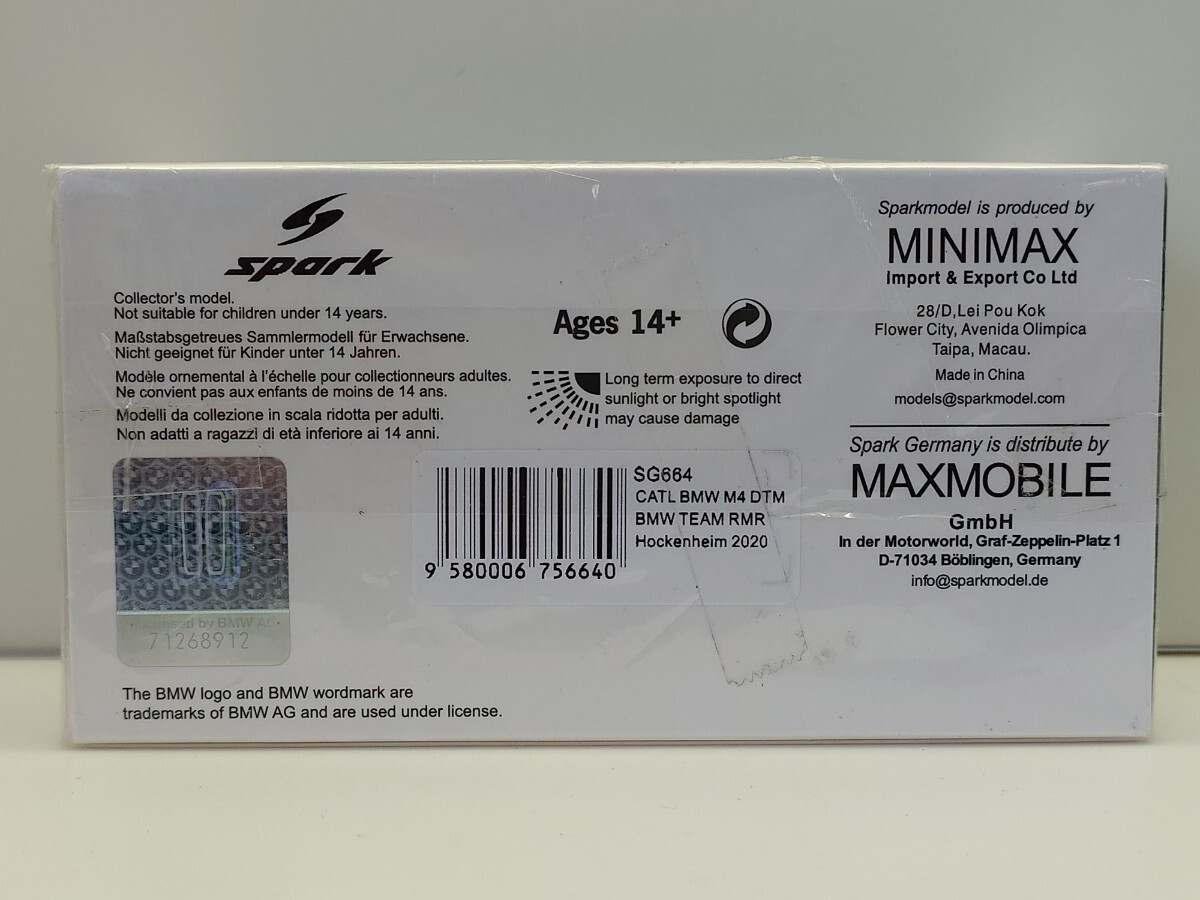 spark
Collector's model.
Not suitable for children under 14 years.
Maßstabsgetreues Sammlermodell für Erwachsene.
Nicht geeignet für Kinder unter 14 Jahren.
Modèle ornemental à l'échelle pour collectionneurs adultes.
Ne convient pas aux enfants de moins de 14 ans.
Modelli da collezione in scala ridotta per adulti.
Non adatti a ragazzi di età inferiore ai 14 anni.
Ages 14+
Long term exposure to direct
sunlight or bright spotlight
may cause damage
Sparkmodel is produced by
MINIMAX
Import & Export Co Ltd
28/D,Lei Pou Kok
Flower City, Avenida Olimpica
Taipa, Macau.
Made in China
models@sparkmodel.com
Spark Germany is distribute by
MAXMOBILE
GmbH
In der Motorworld, Graf-Zeppelin-Platz 1
D-71034 Böblingen, Germany
info@sparkmodel.de
SG664
CATL BMW M4 DTM
BMW TEAM RMR
Hockenheim 2020
9 580006 756640
by BMW AG
71268912
The BMW logo and BMW wordmark are
trademarks of BMW AG and are used under license.